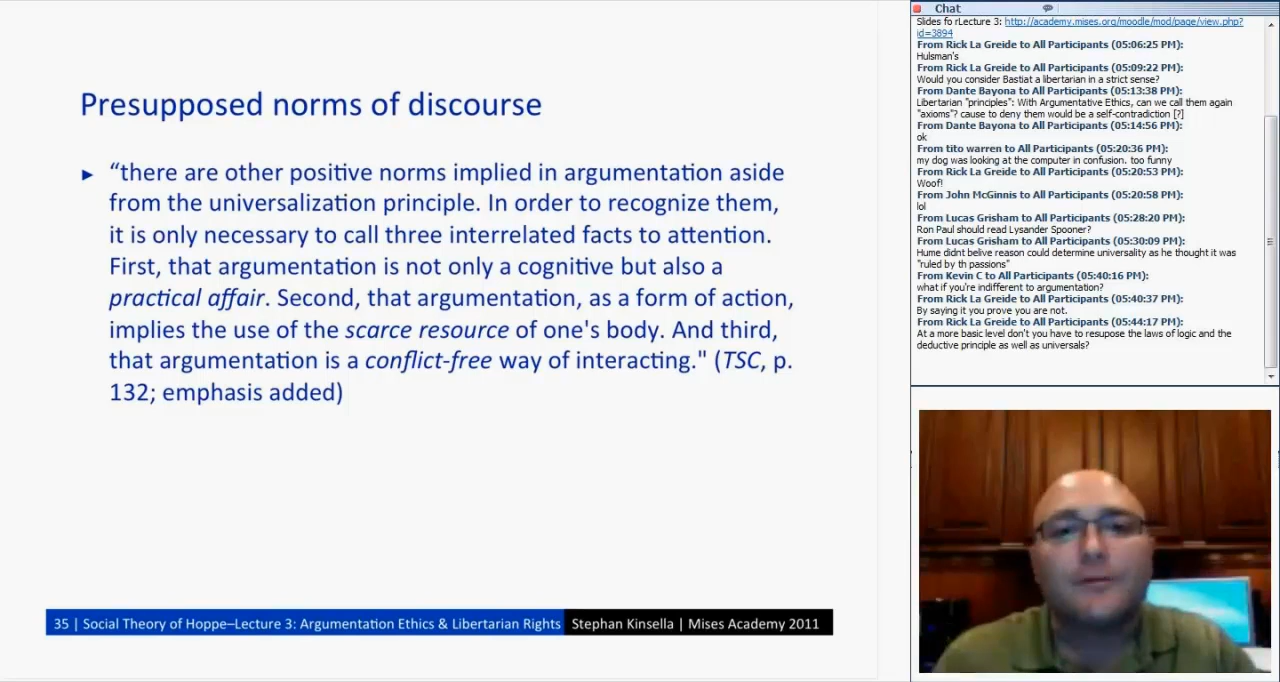 Presupposed norms of discourse
► “there are other positive norms implied in argumentation aside
from the universalization principle. In order to recognize them,
it is only necessary to call three interrelated facts to attention.
First, that argumentation is not only a cognitive but also a
practical affair. Second, that argumentation, as a form of action,
implies the use of the scarce resource of one's body. And third,
that argumentation is a conflict-free way of interacting." (TSC, p.
132; emphasis added)
35 | Social Theory of Hoppe–Lecture 3: Argumentation Ethics & Libertarian Rights Stephan Kinsella | Mises Academy 2011
Chat
Slides fo rLecture 3: http://academy.mises.org/moodle/mod/page/view.php?
id=3894
From Rick La Greide to All Participants (05:06:25 PM):
Hulsman's
From Rick La Greide to All Participants (05:09:22 PM):
Would you consider Bastiat a libertarian in a strict sense?
From Dante Bayona to All Participants (05:13:38 PM):
Libertarian "principles": With Argumentative Ethics, can we call them again
"axioms"? cause to deny them would be a self-contradiction [?]
From Dante Bayona to All Participants (05:14:56 PM):
ok
From tito warren to All Participants (05:20:36 PM):
my dog was looking at the computer in confusion. too funny
From Rick La Greide to All Participants (05:20:53 PM):
Woof!
From John McGinnis to All Participants (05:20:58 PM):
lol
From Lucas Grisham to All Participants (05:28:20 PM):
Ron Paul should read Lysander Spooner?
From Lucas Grisham to All Participants (05:30:09 PM):
Hume didnt belive reason could determine universality as he thought it was
"ruled by th passions"
From Kevin C to All Participants (05:40:16 PM):
what if you're indifferent to argumentation?
From Rick La Greide to All Participants (05:40:37 PM):
By saying it you prove you are not.
From Rick La Greide to All Participants (05:44:17 PM):
At a more basic level don't you have to resupose the laws of logic and the
deductive principle as well as universals?